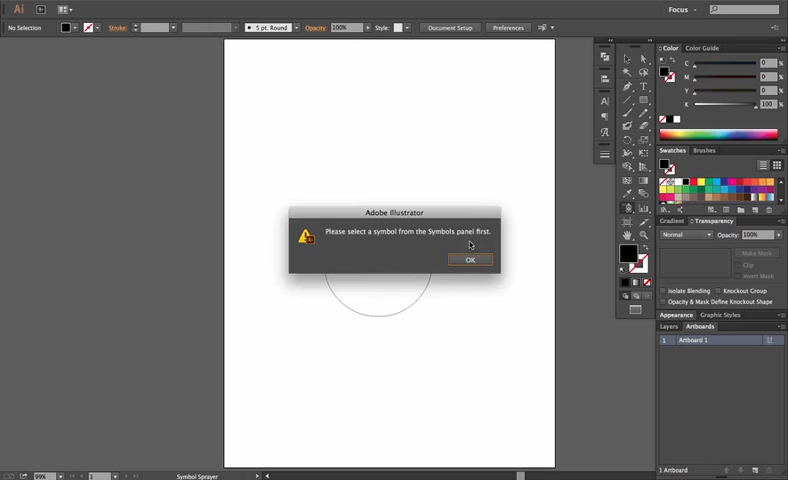 Ai Br Focus
No Selection Stroke: 5 pt. Round Opacity: 100% Style: Document Setup Preferences
Color Color Guide
C 0 %
M 0 %
Y 0 %
K 100 %
Swatches Brushes
Gradient Transparency
Normal Opacity: 100%
Make Mask
Clip
Invert Mask
Isolate Blending Knockout Group
Opacity & Mask Define Knockout Shape
Appearance Graphic Styles
Layers Artboards
1 Artboard 1
Adobe Illustrator
Please select a symbol from the Symbols panel first.
OK
99% 1 Symbol Sprayer
1 Artboard